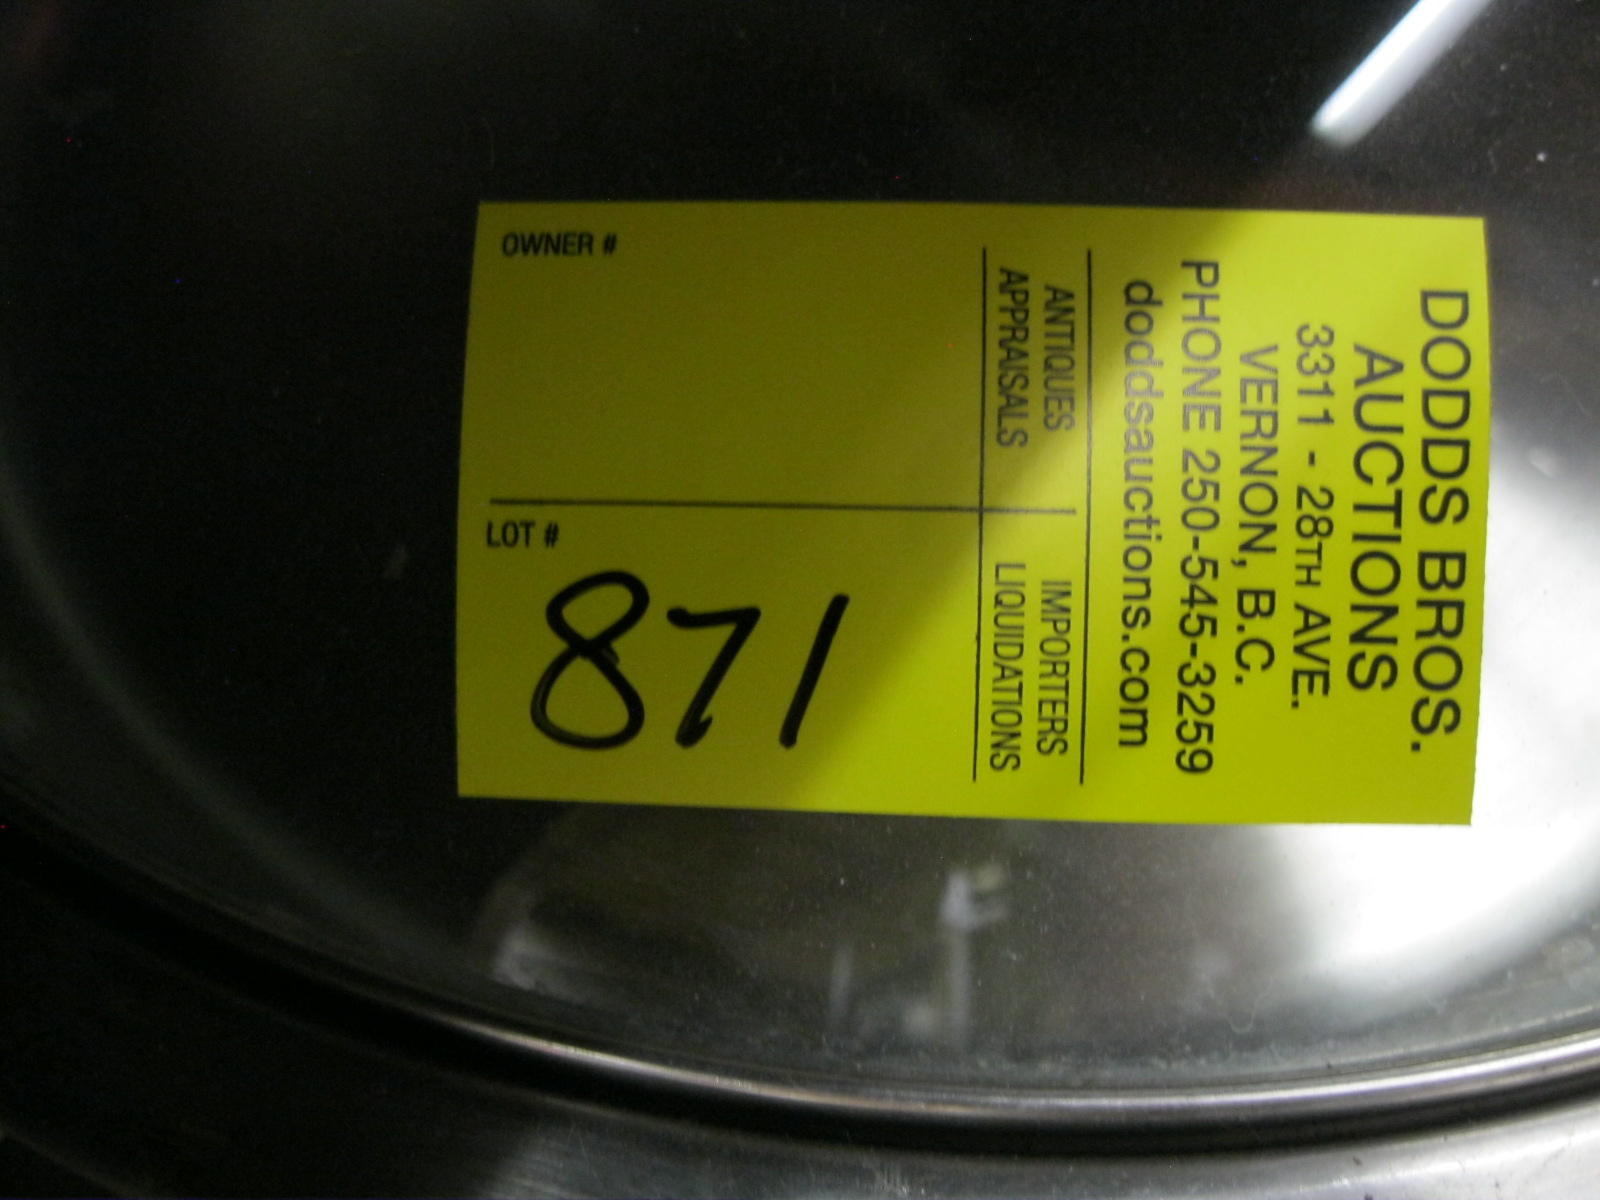 DODDS BROS.
AUCTIONS
3311 - 28TH AVE.
VERNON, B.C.
PHONE 250-545-3259
doddsauctions.com
ANTIQUES IMPORTERS
APPRAISALS LIQUIDATIONS
OWNER #
LOT #
871